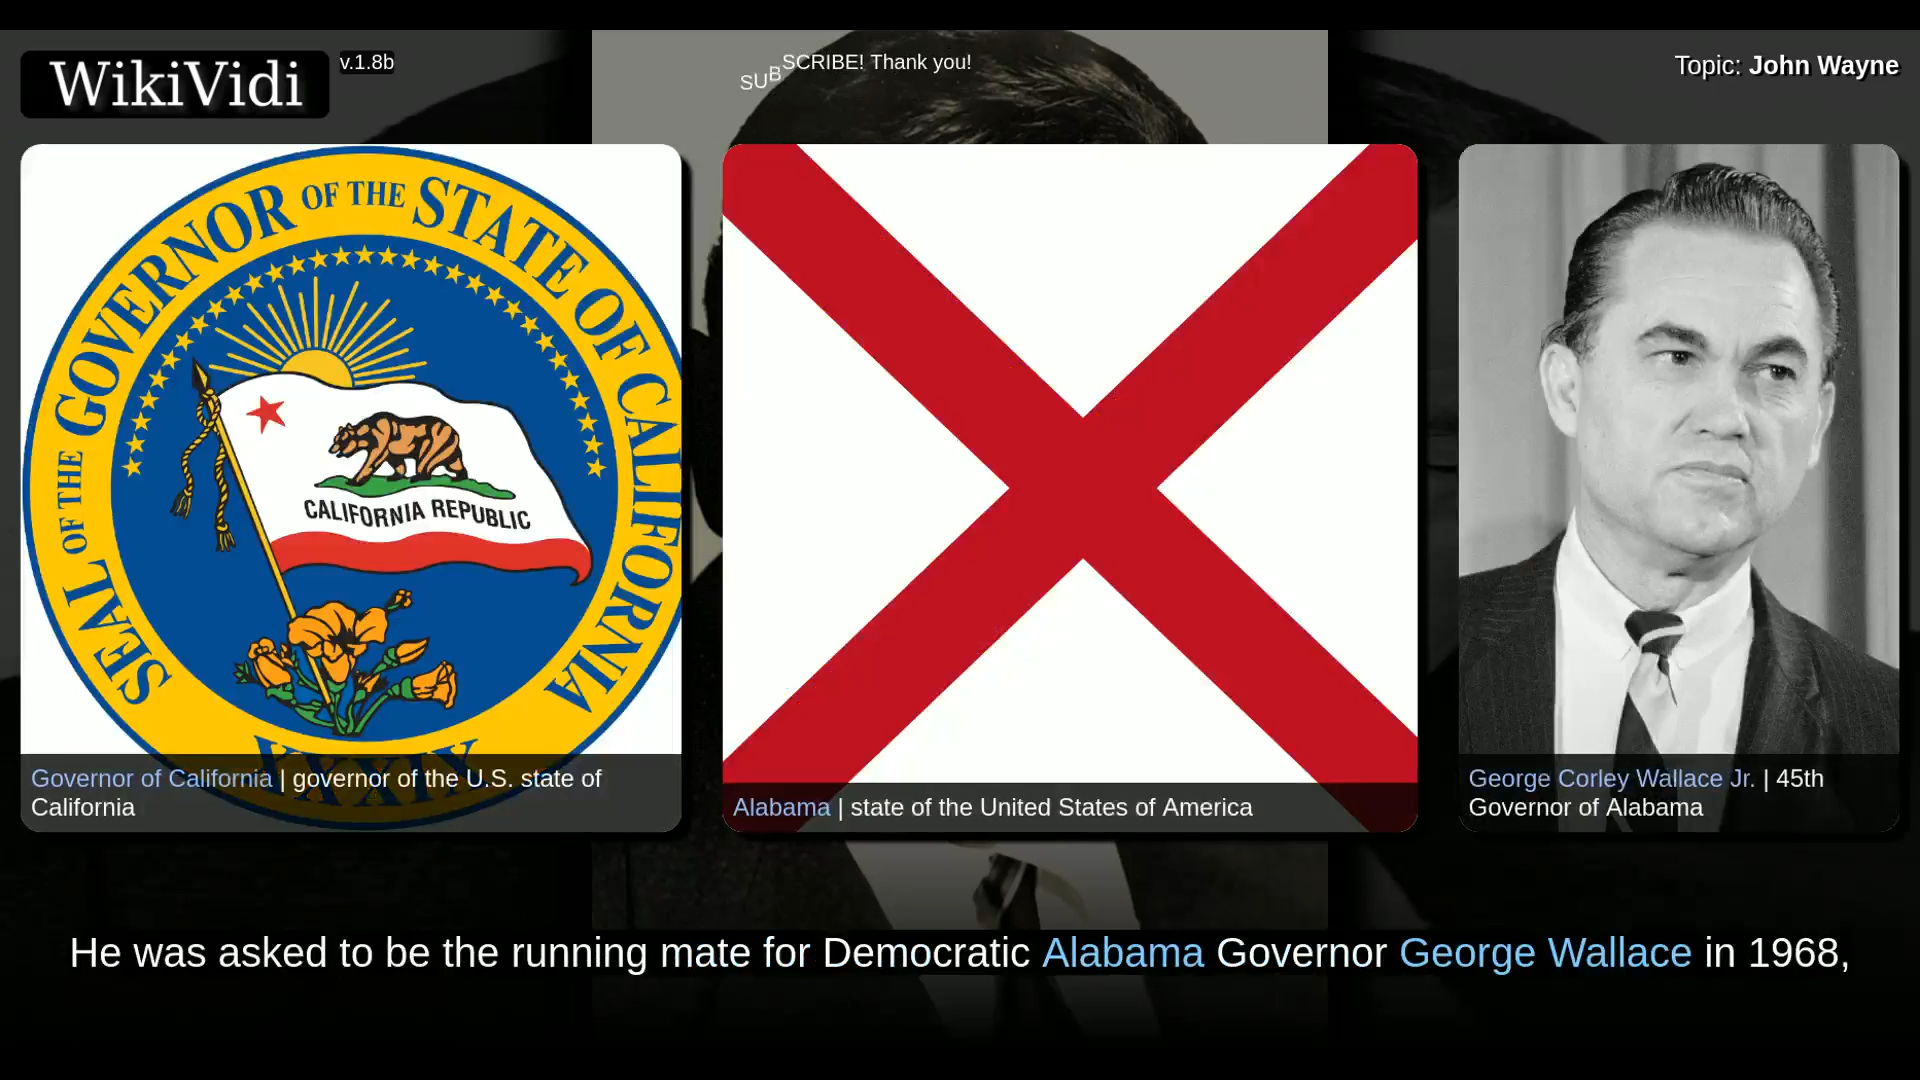 WikiVidi
v.1.8b
SUBSCRIBE! Thank you!
Topic: John Wayne
SEAL OF THE GOVERNOR OF THE STATE OF CALIFORNIA
CALIFORNIA REPUBLIC
XXXIX
Governor of California | governor of the U.S. state of
California
Alabama | state of the United States of America
George Corley Wallace Jr. | 45th
Governor of Alabama
He was asked to be the running mate for Democratic Alabama Governor George Wallace in 1968,